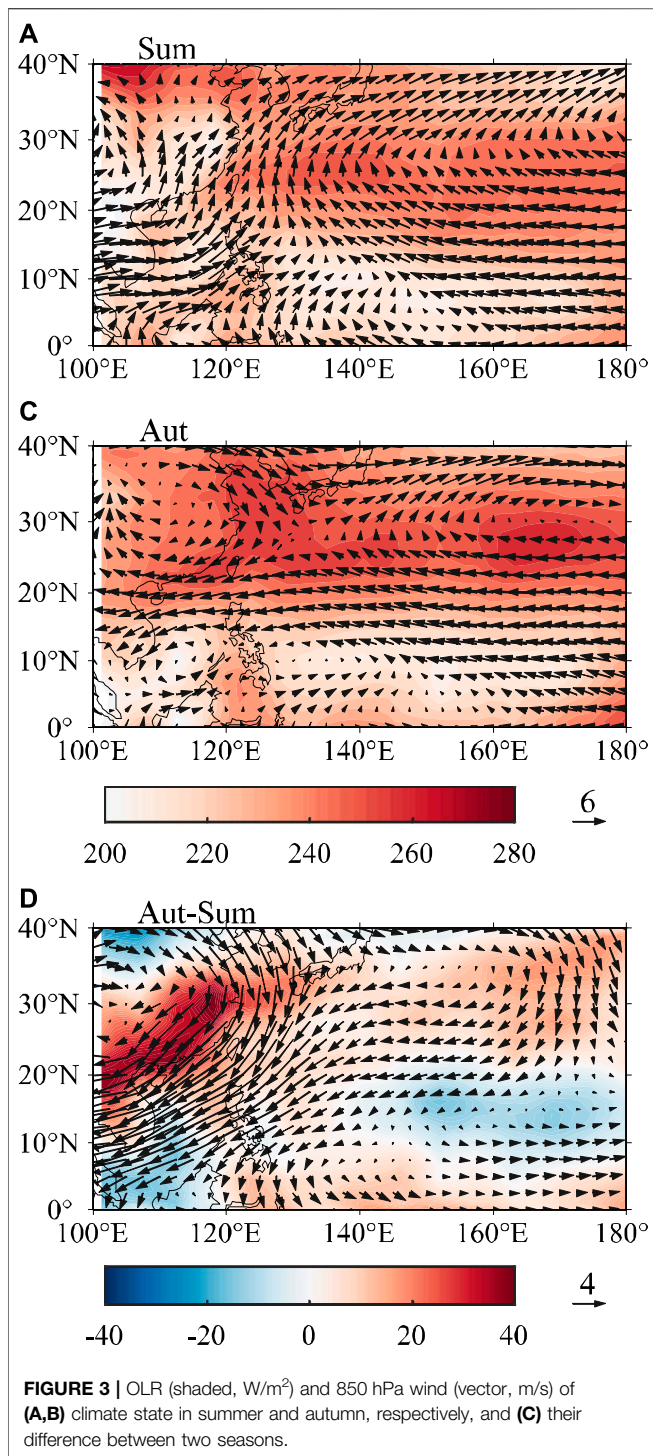 A
Sum
40°N
30°N
20°N
10°N
0°
100°E 120°E 140°E 160°E 180°
C
Aut
40°N
30°N
20°N
10°N
0°
100°E 120°E 140°E 160°E 180°
6
200 220 240 260 280
D
Aut-Sum
40°N
30°N
20°N
10°N
0°
100°E 120°E 140°E 160°E 180°
4
-40 -20 0 20 40
FIGURE 3 | OLR (shaded, W/m²) and 850 hPa wind (vector, m/s) of
(A,B) climate state in summer and autumn, respectively, and (C) their
difference between two seasons.